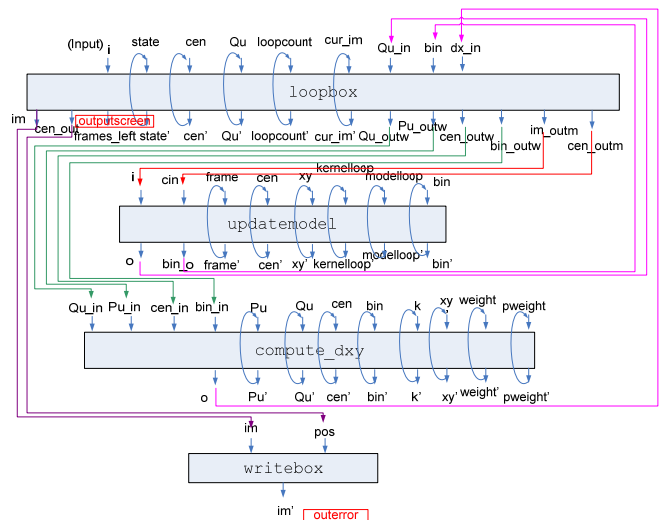 (Input) i state cen Qu loopcount cur_im Qu_in bin dx_in
loopbox
im cen_out outputscreen frames_left state' cen' Qu' loopcount' cur_im' Qu_outw Pu_outw cen_outw bin_outw im_outm cen_outm
i cin frame cen xy kernelloop modelloop bin
updatemodel
o bin_o frame' cen' xy' kernelloop' modelloop' bin'
Qu_in Pu_in cen_in bin_in Pu Qu cen bin k xy weight pweight
compute_dxy
o Pu' Qu' cen' bin' k' xy' weight' pweight'
im pos
writebox
im' outerror